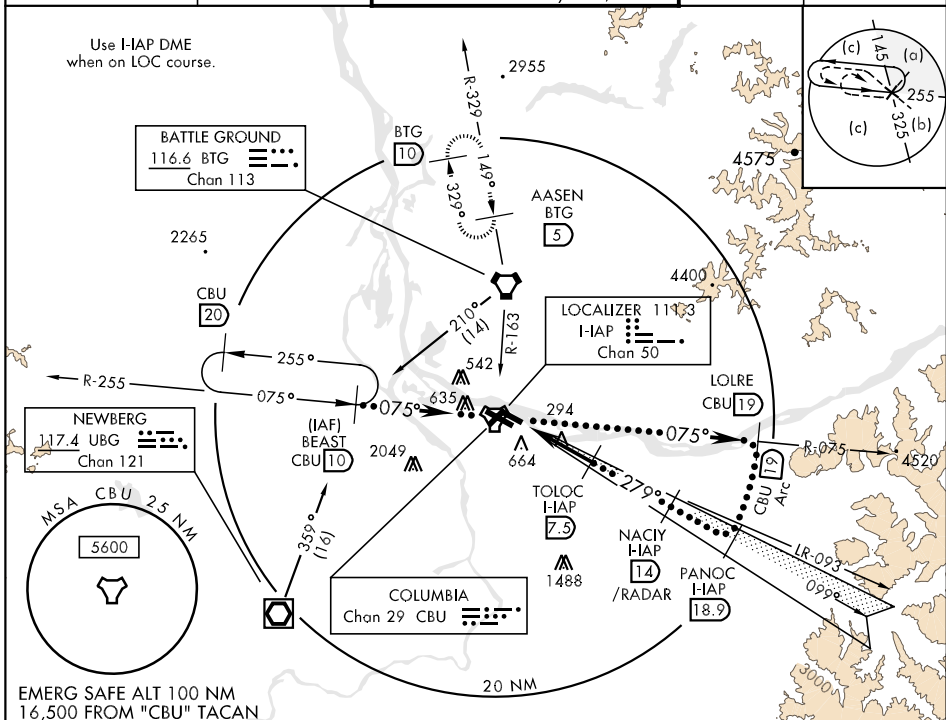 Use I-IAP DME
when on LOC course.
R-329
2955
(c)
145
(a)
255
(b)
325
(c)
BATTLE GROUND
116.6 BTG
Chan 113
BTG
10
149°
329°
AASEN
BTG
5
4575
2265
4400
CBU
20
210°
(14)
R-163
LOCALIZER 111.3
I-IAP
Chan 50
255°
075°
R-255
542
635
075°
294
LOLRE
CBU 19
NEWBERG
117.4 UBG
Chan 121
(IAF)
BEAST
CBU 10
2049
664
075°
R-075
4520
CBU 19
Arc
MSA CBU 25 NM
5600
359°
(16)
TOLOC
I-IAP
7.5
279°
NACIY
I-IAP
14
/RADAR
LR-093
099°
1488
PANOC
I-IAP
18.9
COLUMBIA
Chan 29 CBU
3000
20 NM
EMERG SAFE ALT 100 NM
16,500 FROM "CBU" TACAN